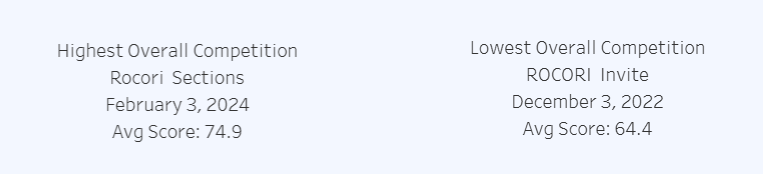 Highest Overall Competition
Rocori Sections
February 3, 2024
Avg Score: 74.9
Lowest Overall Competition
ROCORI Invite
December 3, 2022
Avg Score: 64.4